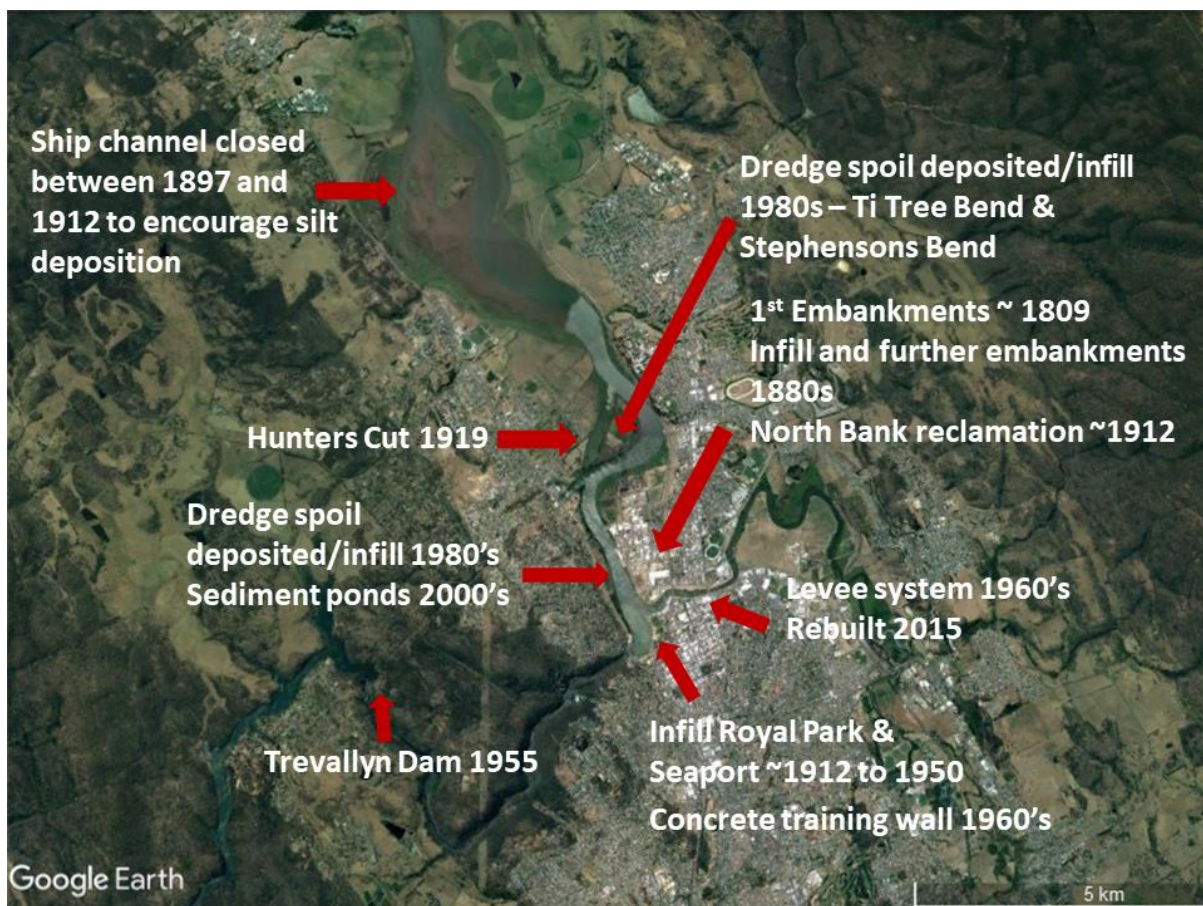 Ship channel closed
between 1897 and
1912 to encourage silt
deposition
Dredge spoil deposited/infill
1980s – Ti Tree Bend &
Stephensons Bend
1st Embankments ~ 1809
Infill and further embankments
1880s
North Bank reclamation ~1912
Hunters Cut 1919
Dredge spoil
deposited/infill 1980's
Sediment ponds 2000's
Levee system 1960's
Rebuilt 2015
Trevallyn Dam 1955
Infill Royal Park &
Seaport ~1912 to 1950
Concrete training wall 1960's
Google Earth
5 km